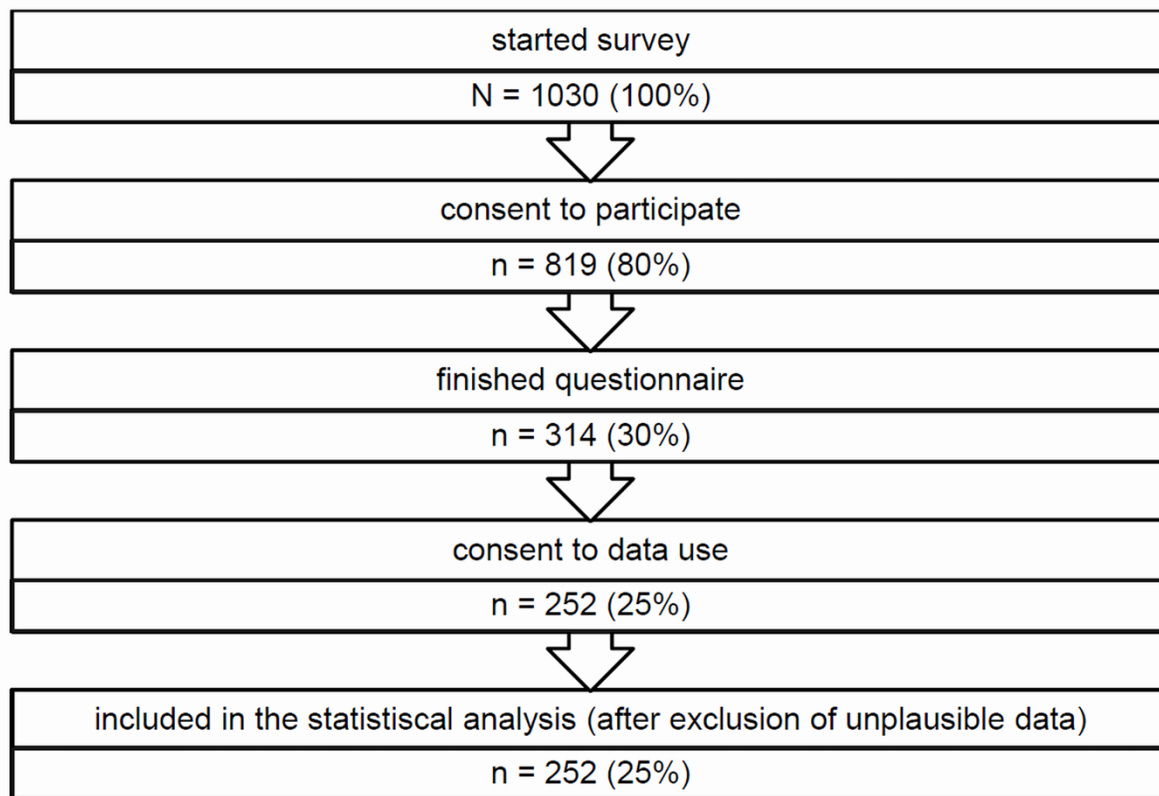 started survey
N = 1030 (100%)
consent to participate
n = 819 (80%)
finished questionnaire
n = 314 (30%)
consent to data use
n = 252 (25%)
included in the statistiscal analysis (after exclusion of unplausible data)
n = 252 (25%)